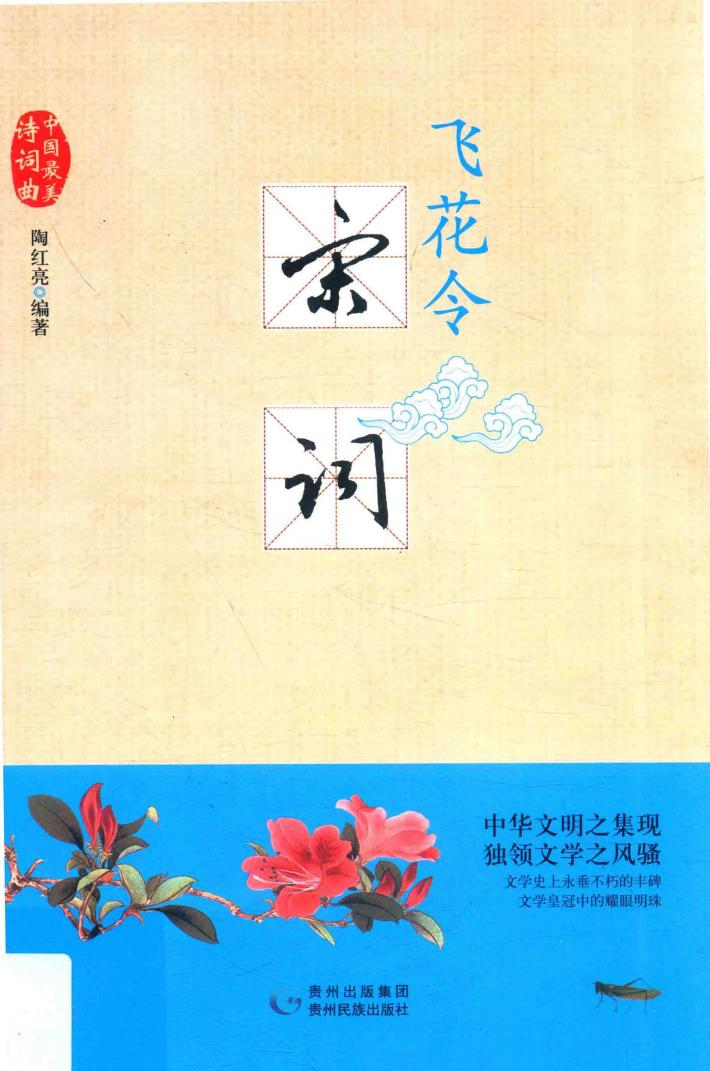 飞花令
宋
词
中国最美
诗词曲
陶红亮◎编著
中华文明之集现
独领文学之风骚
文学史上永垂不朽的丰碑
文学皇冠中的耀眼明珠
贵州出版集团
贵州民族出版社